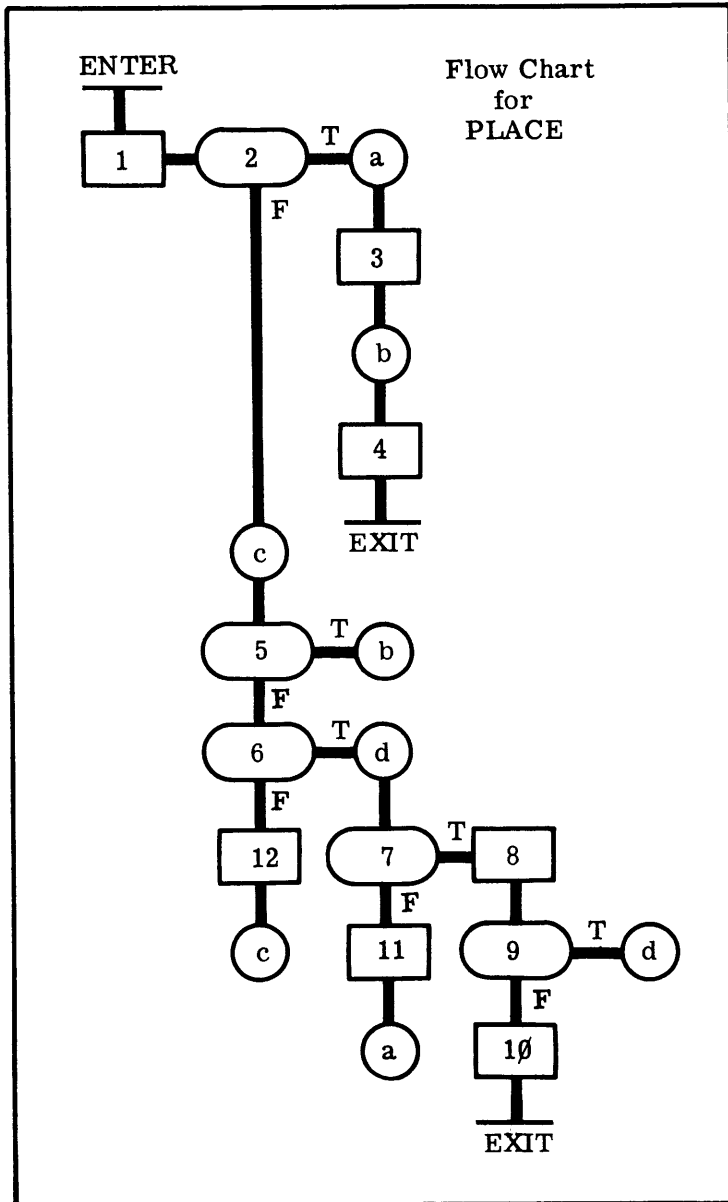 ENTER
Flow Chart
for
PLACE
1 2 T a
F
3
b
4
EXIT
c
5 T b
F
6 T d
F
12 7 T 8
F
c 11 9 T d
F
a 1Ø
EXIT